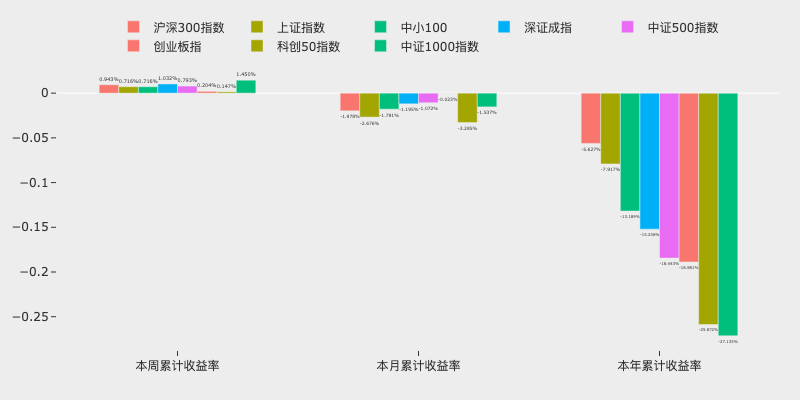 沪深300指数 上证指数 中小100 深证成指 中证500指数
创业板指 科创50指数 中证1000指数
0.943% 0.716% 0.716% 1.032% 0.793% 0.204% 0.147% 1.450%
0
-1.978% -2.676% -1.791% -1.195% -1.072% -0.023% -3.285% -1.537%
−0.05
-5.627% -7.917%
−0.1
-13.189%
−0.15
-15.238%
-18.443% -18.881%
−0.2
−0.25
-25.870%
-27.135%
本周累计收益率 本月累计收益率 本年累计收益率